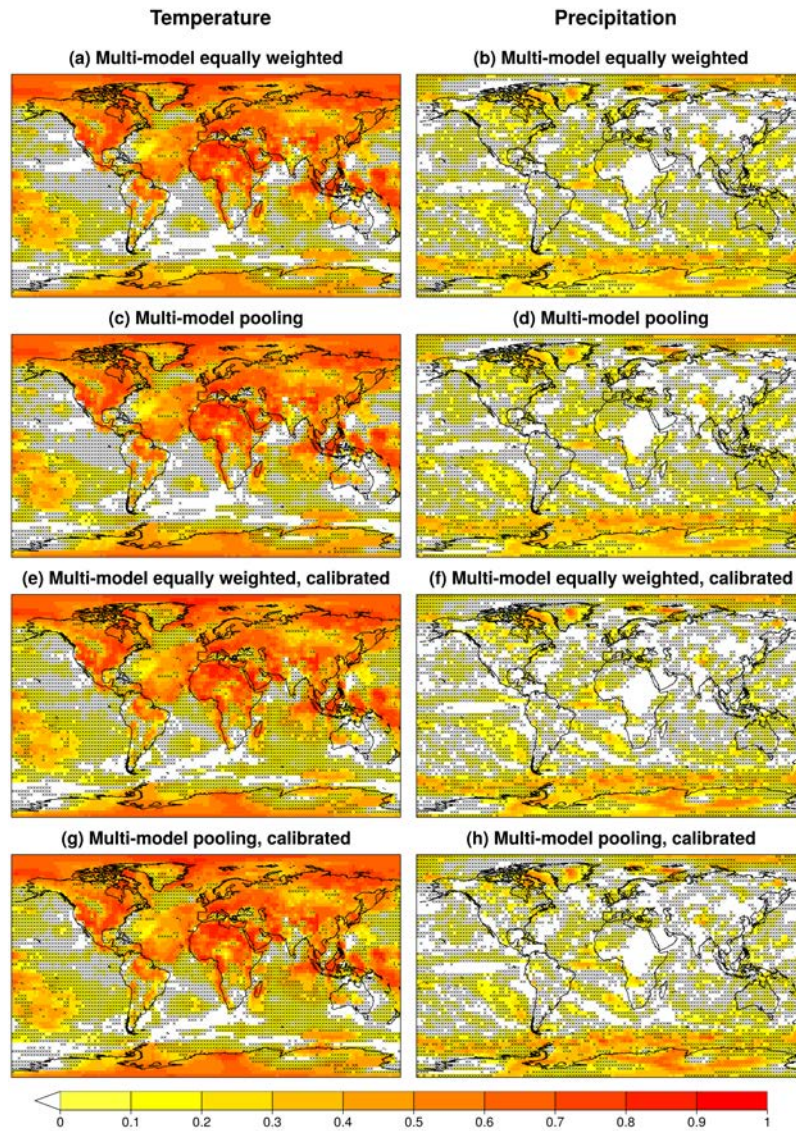 Temperature Precipitation
(a) Multi-model equally weighted (b) Multi-model equally weighted
(c) Multi-model pooling (d) Multi-model pooling
(e) Multi-model equally weighted, calibrated (f) Multi-model equally weighted, calibrated
(g) Multi-model pooling, calibrated (h) Multi-model pooling, calibrated
0 0.1 0.2 0.3 0.4 0.5 0.6 0.7 0.8 0.9 1